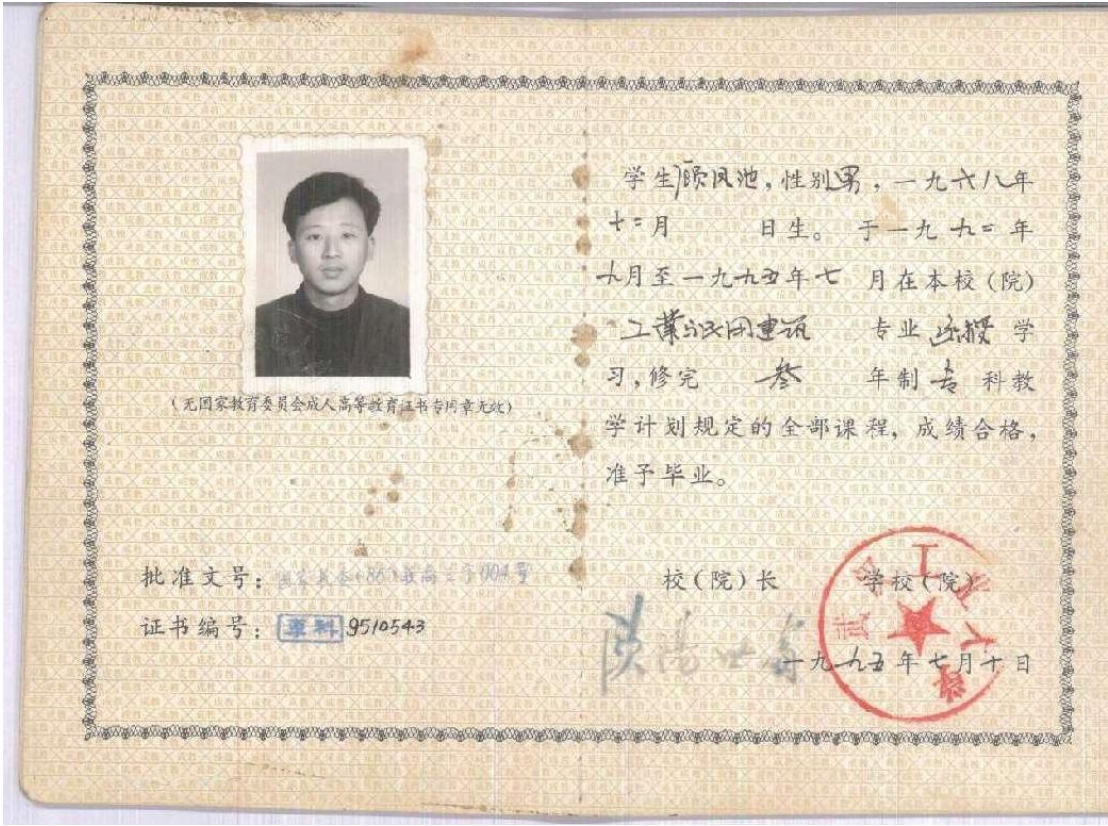 (无国家教育委员会成人高等教育证书专用章无效)
批准文号:
证书编号: 专科 9510543
学生顾凤池,性别男,一九六八年
十二月 日生。于一九九二年
九月至一九九五年七月在本校(院)
工业与民用建筑 专业函授学
习,修完 叁 年制专科教
学计划规定的全部课程,成绩合格,
准予毕业。
校(院)长 学校(院)
一九九五年七月十日